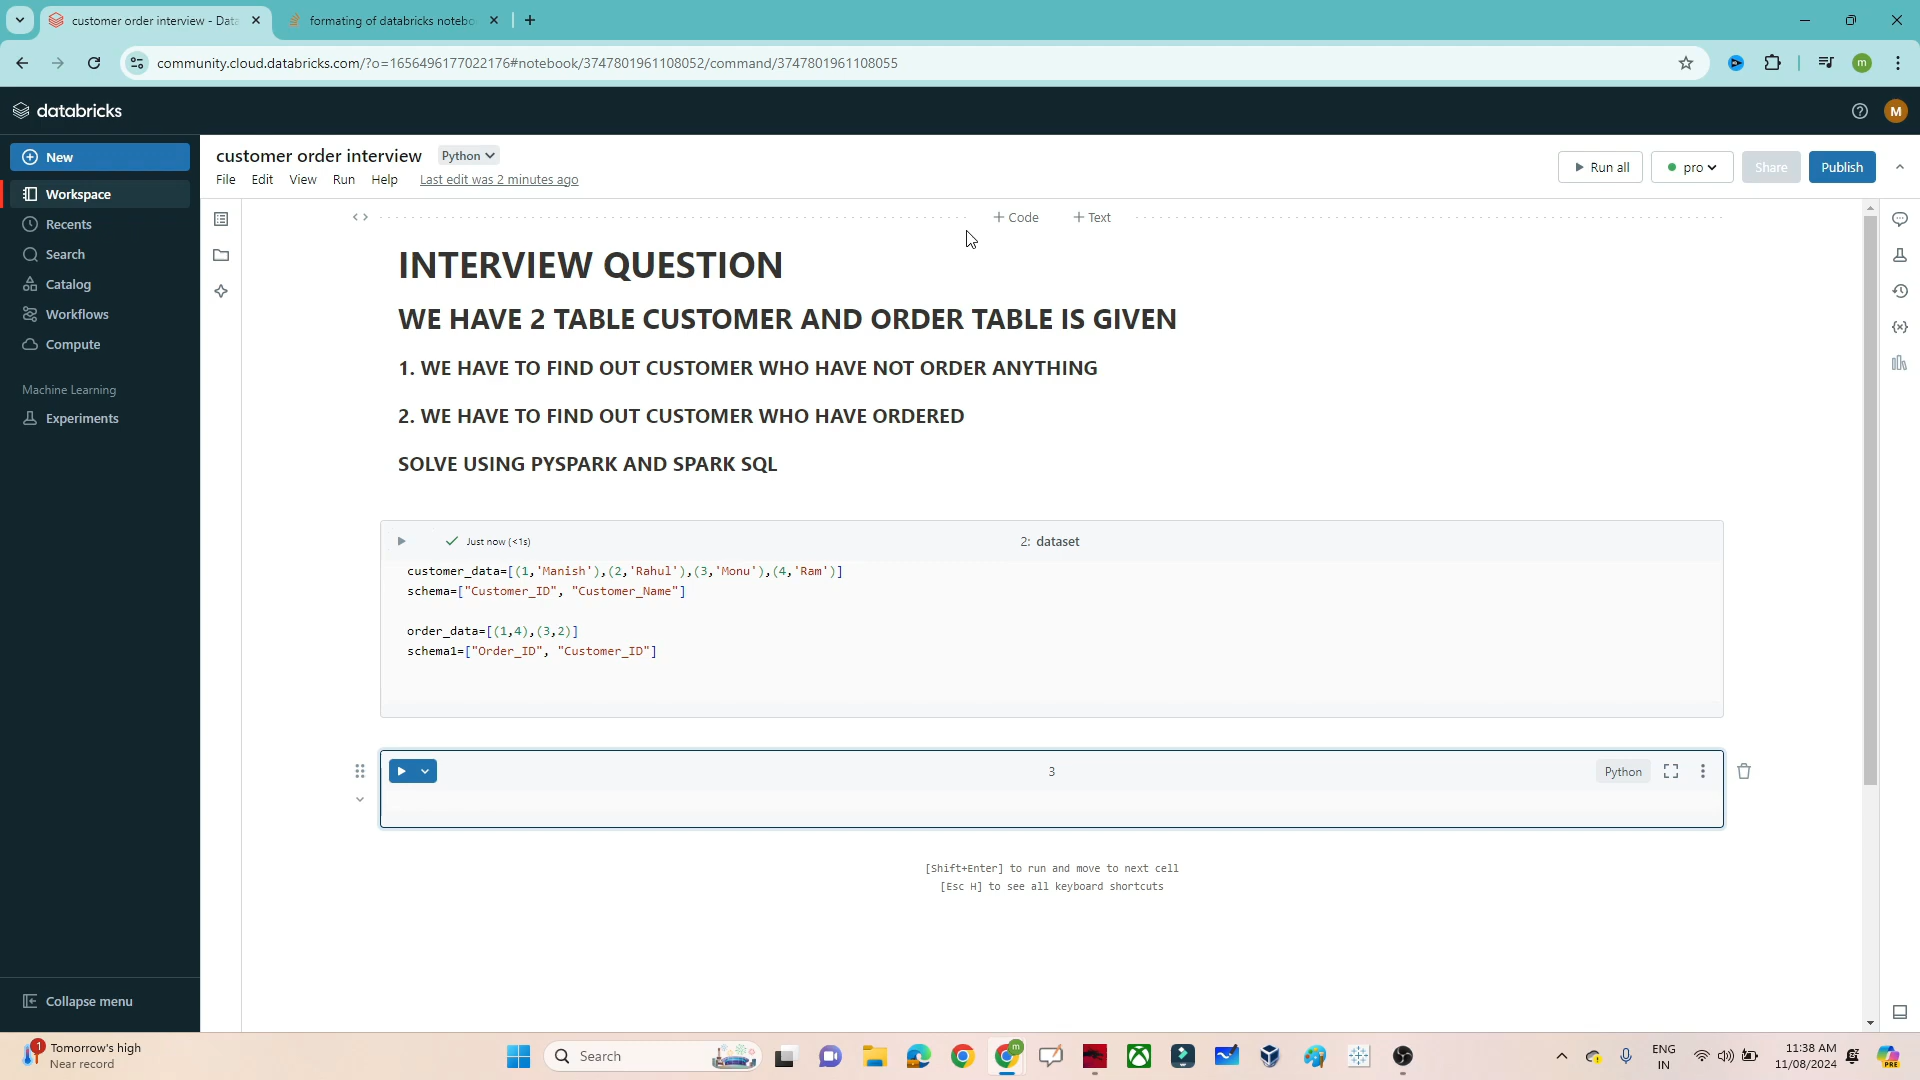 customer order interview - Data
formating of databricks notebo
community.cloud.databricks.com/?o=1656496177022176#notebook/3747801961108052/command/3747801961108055
m
databricks
M
New
Workspace
Recents
Search
Catalog
Workflows
Compute
Machine Learning
Experiments
Collapse menu
customer order interview
Python
File Edit View Run Help Last edit was 2 minutes ago
Run all
pro
Share
Publish
+ Code + Text
INTERVIEW QUESTION
WE HAVE 2 TABLE CUSTOMER AND ORDER TABLE IS GIVEN
1. WE HAVE TO FIND OUT CUSTOMER WHO HAVE NOT ORDER ANYTHING
2. WE HAVE TO FIND OUT CUSTOMER WHO HAVE ORDERED
SOLVE USING PYSPARK AND SPARK SQL
Just now (<1s)
2: dataset
customer_data=[(1,'Manish'),(2,'Rahul'),(3,'Monu'),(4,'Ram')]
schema=["Customer_ID", "Customer_Name"]
order_data=[(1,4),(3,2)]
schema1=["Order_ID", "Customer_ID"]
3
Python
[Shift+Enter] to run and move to next cell
[Esc H] to see all keyboard shortcuts
1
Tomorrow's high
Near record
Search
m
ENG
IN
11:38 AM
11/08/2024
PRE